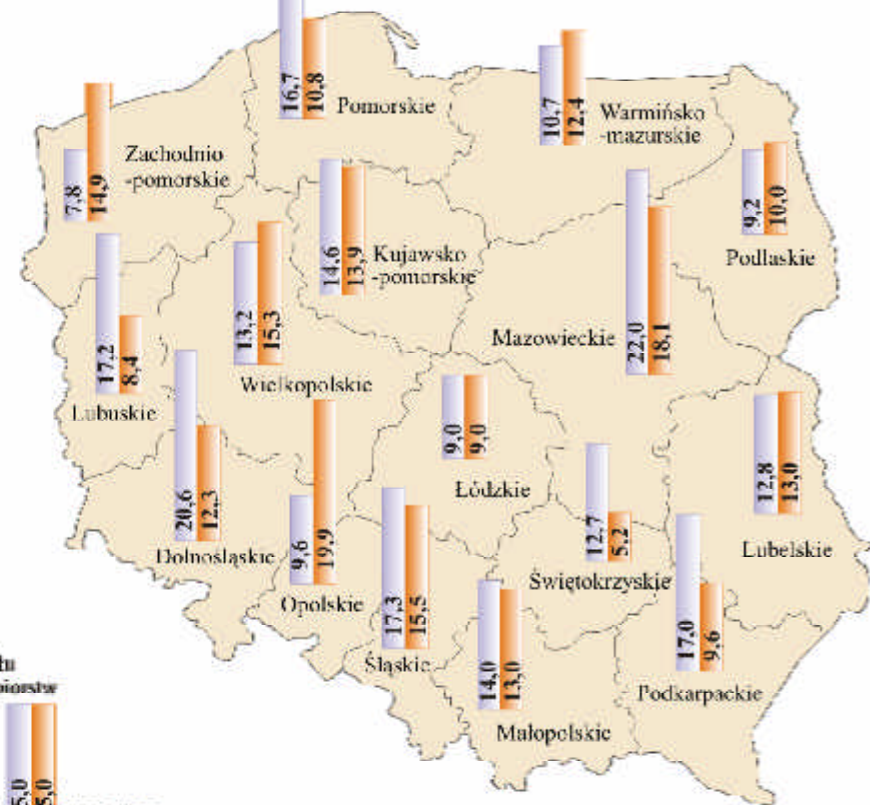 16,7 10,8
Pomorskie
10,7 12,4
Warmińsko
-mazurskie
Zachodnio
-pomorskie
7,8 14,9
9,2 10,0
Podlaskie
14,6 13,9
Kujawsko
-pomorskie
13,2 15,3
Wielkopolskie
22,0 18,1
Mazowieckie
17,2 8,4
Lubuskie
9,0 9,0
Łódzkie
12,8 13,0
Lubelskie
20,6 12,3
Dolnośląskie
9,6 19,9
Opolskie
12,7 5,2
Świętokrzyskie
17,3 15,5
Śląskie
17,0 9,6
Podkarpackie
14,0 13,0
Małopolskie
5,0 5,0